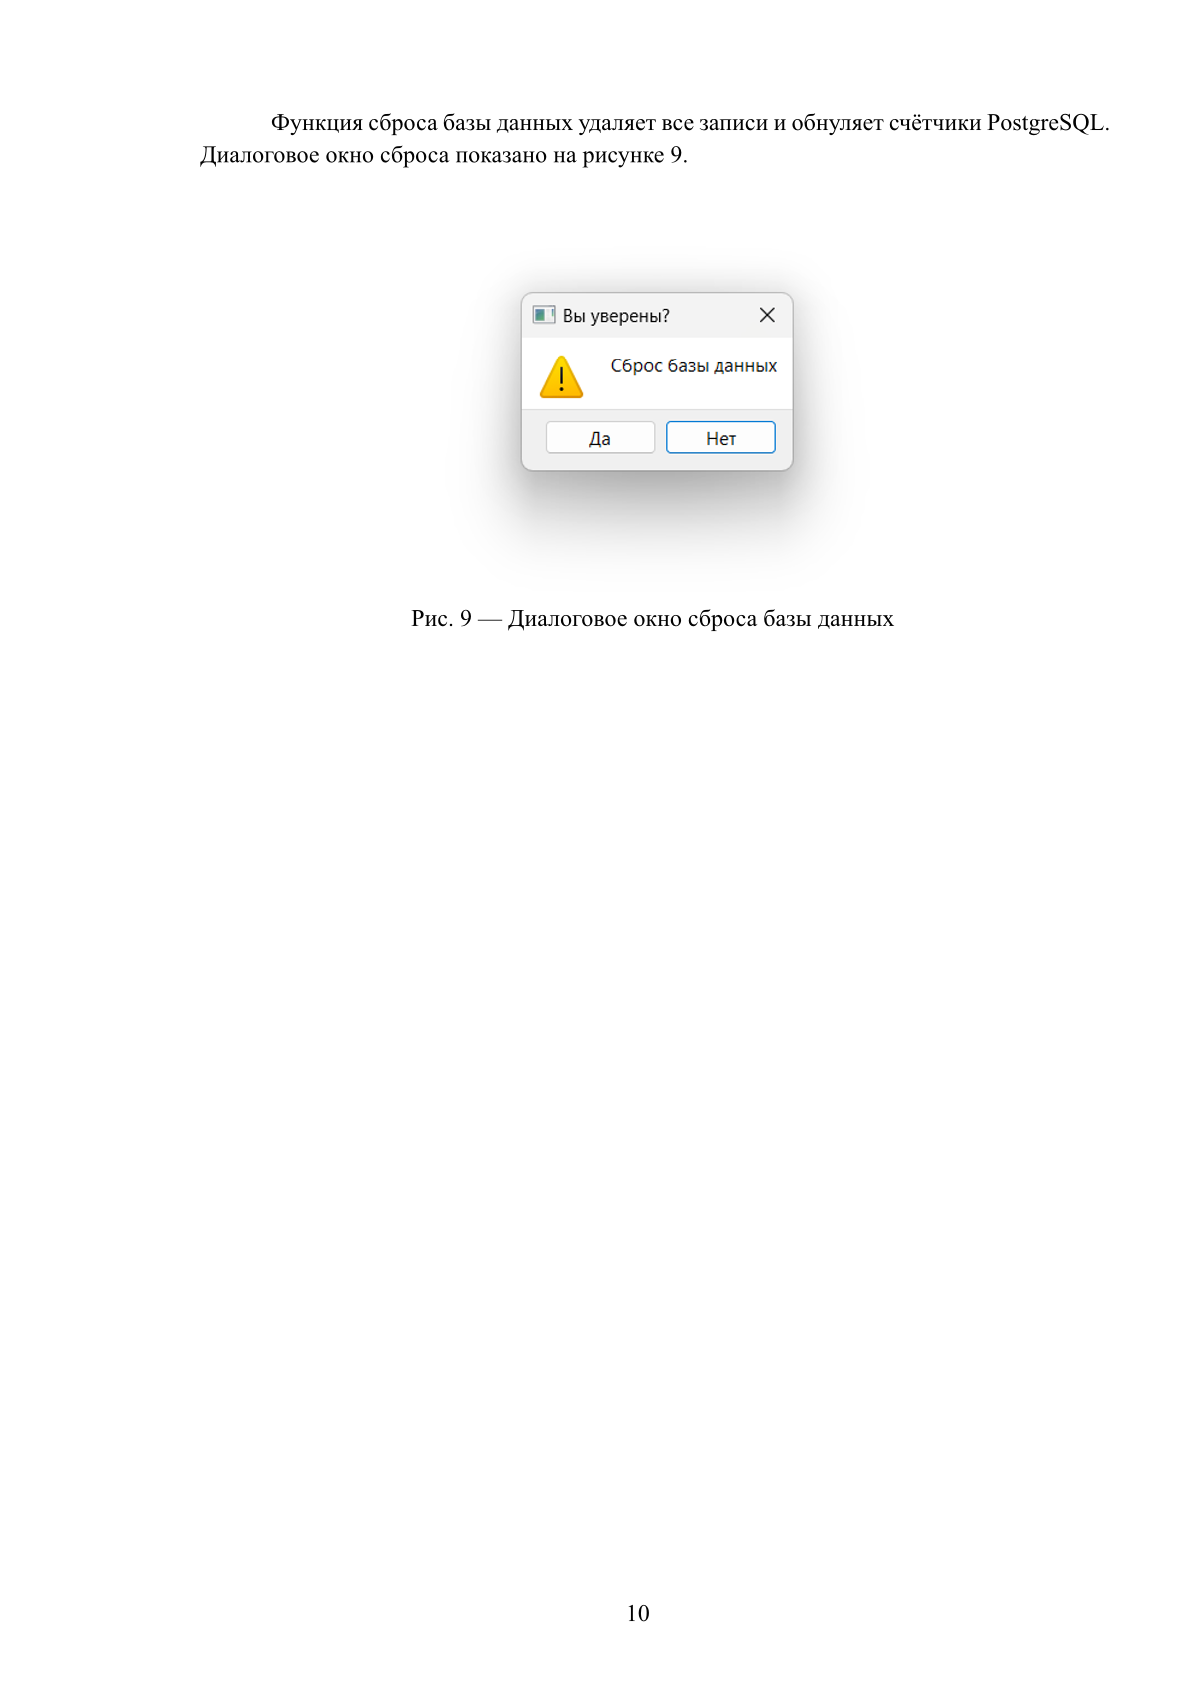 Функция сброса базы данных удаляет все записи и обнуляет счётчики PostgreSQL.
Диалоговое окно сброса показано на рисунке 9.
Вы уверены?
Сброс базы данных
Да Нет
Рис. 9 — Диалоговое окно сброса базы данных
10